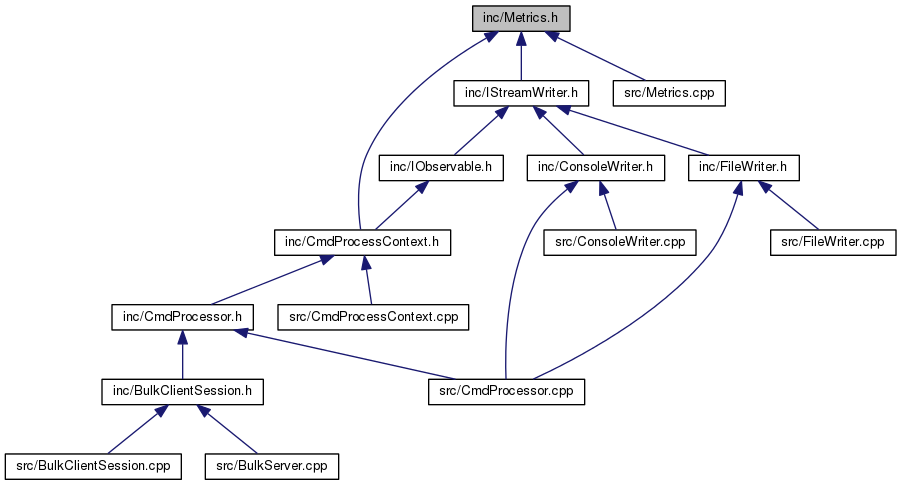 inc/Metrics.h
inc/IStreamWriter.h
src/Metrics.cpp
inc/IObservable.h
inc/ConsoleWriter.h
inc/FileWriter.h
inc/CmdProcessContext.h
src/ConsoleWriter.cpp
src/FileWriter.cpp
inc/CmdProcessor.h
src/CmdProcessContext.cpp
inc/BulkClientSession.h
src/CmdProcessor.cpp
src/BulkClientSession.cpp
src/BulkServer.cpp